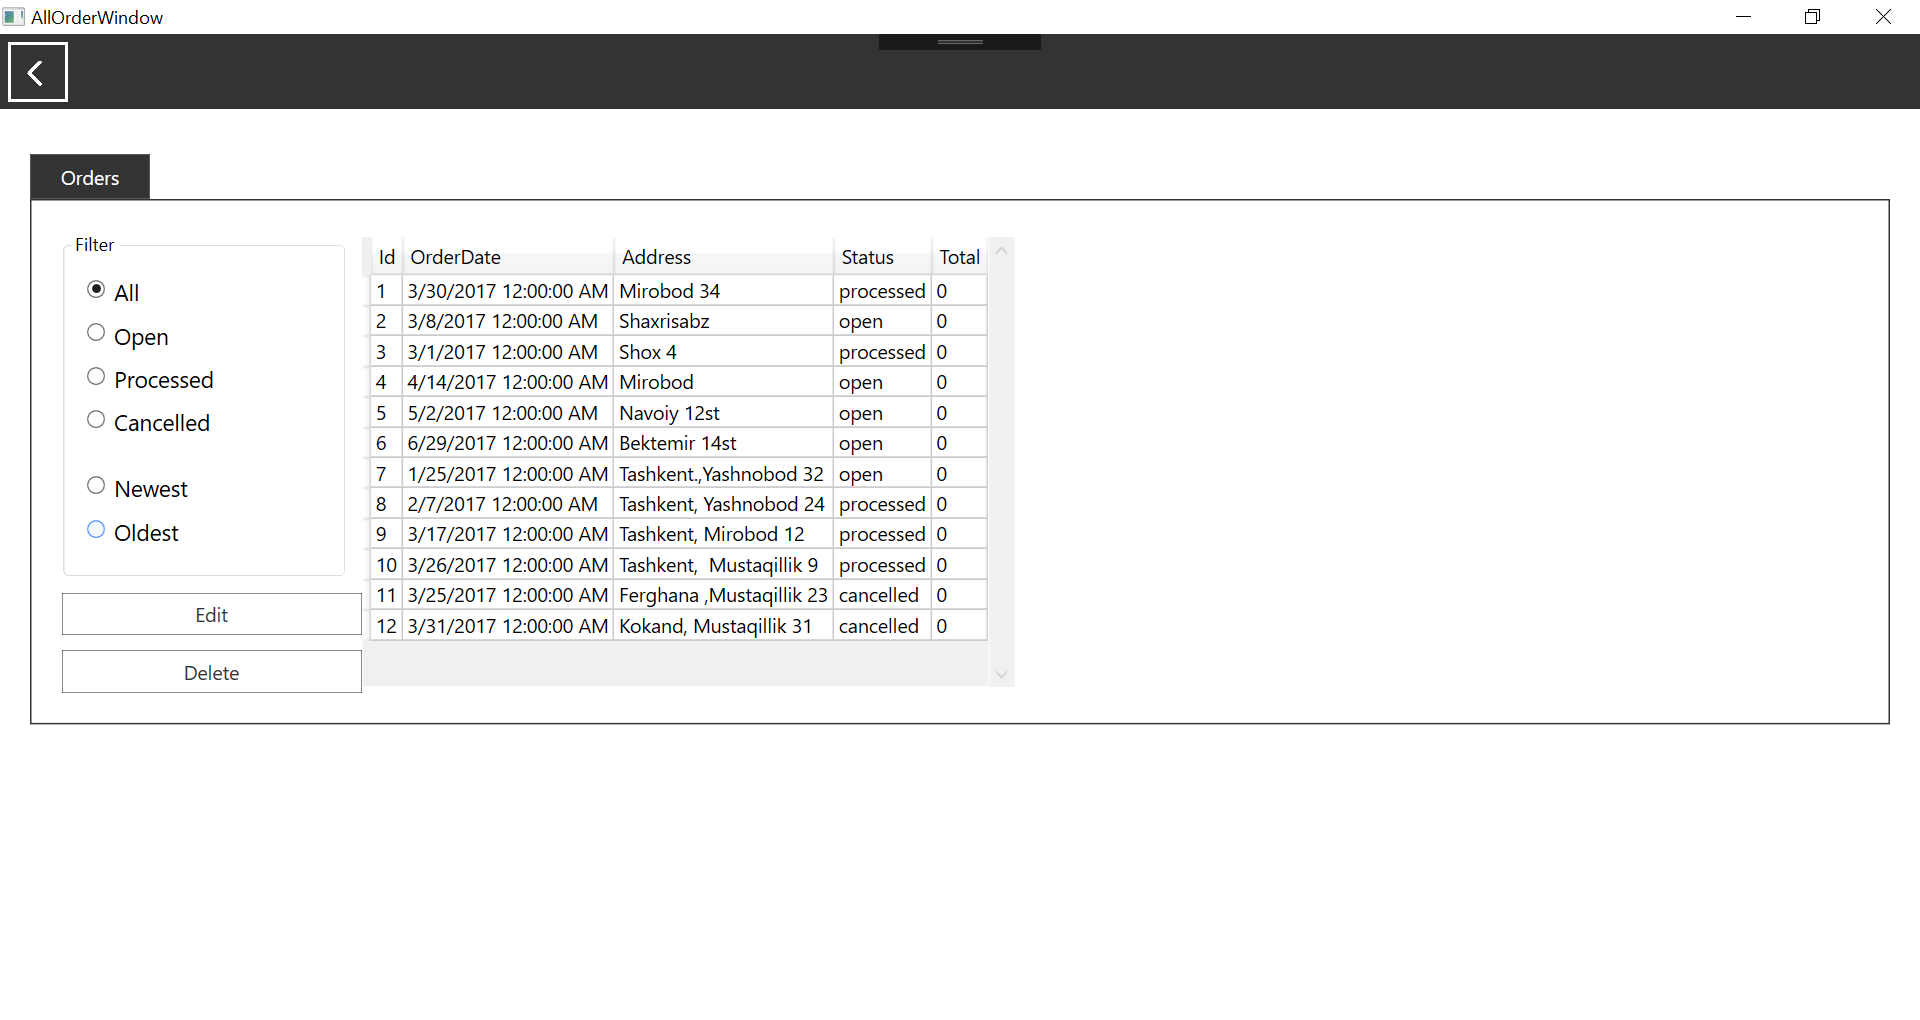 AllOrderWindow
Orders
Filter
All
Open
Processed
Cancelled
Newest
Oldest
Edit
Delete
Id OrderDate Address Status Total
1 3/30/2017 12:00:00 AM Mirobod 34 processed 0
2 3/8/2017 12:00:00 AM Shaxrisabz open 0
3 3/1/2017 12:00:00 AM Shox 4 processed 0
4 4/14/2017 12:00:00 AM Mirobod open 0
5 5/2/2017 12:00:00 AM Navoiy 12st open 0
6 6/29/2017 12:00:00 AM Bektemir 14st open 0
7 1/25/2017 12:00:00 AM Tashkent.,Yashnobod 32 open 0
8 2/7/2017 12:00:00 AM Tashkent, Yashnobod 24 processed 0
9 3/17/2017 12:00:00 AM Tashkent, Mirobod 12 processed 0
10 3/26/2017 12:00:00 AM Tashkent,  Mustaqillik 9 processed 0
11 3/25/2017 12:00:00 AM Ferghana ,Mustaqillik 23 cancelled 0
12 3/31/2017 12:00:00 AM Kokand, Mustaqillik 31 cancelled 0